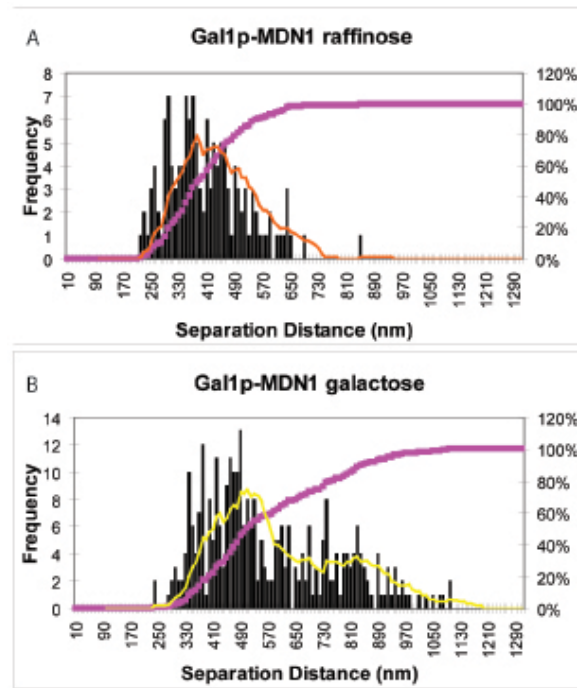 A
Gal1p-MDN1 raffinose
8 120%
7 100%
6 80%
5
4 60%
3 40%
2
1 20%
0 0%
Frequency
10 90 170 250 330 410 490 570 650 730 810 890 970 1050 1130 1210 1290
Separation Distance (nm)
B
Gal1p-MDN1 galactose
14 120%
12 100%
10 80%
8 60%
6
4 40%
2 20%
0 0%
Frequency
10 90 170 250 330 410 490 570 650 730 810 890 970 1050 1130 1210 1290
Separation Distance (nm)